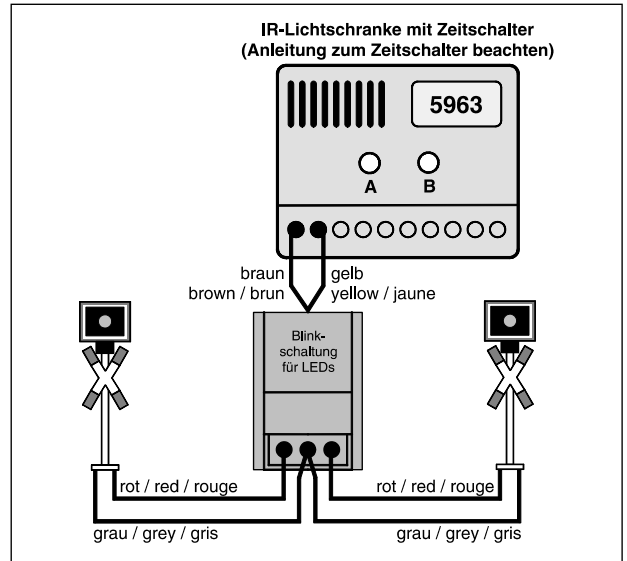 IR-Lichtschranke mit Zeitschalter
(Anleitung zum Zeitschalter beachten)
5963
A B
braun gelb
brown / brun yellow / jaune
Blink-
schaltung
für LEDs
rot / red / rouge rot / red / rouge
grau / grey / gris grau / grey / gris